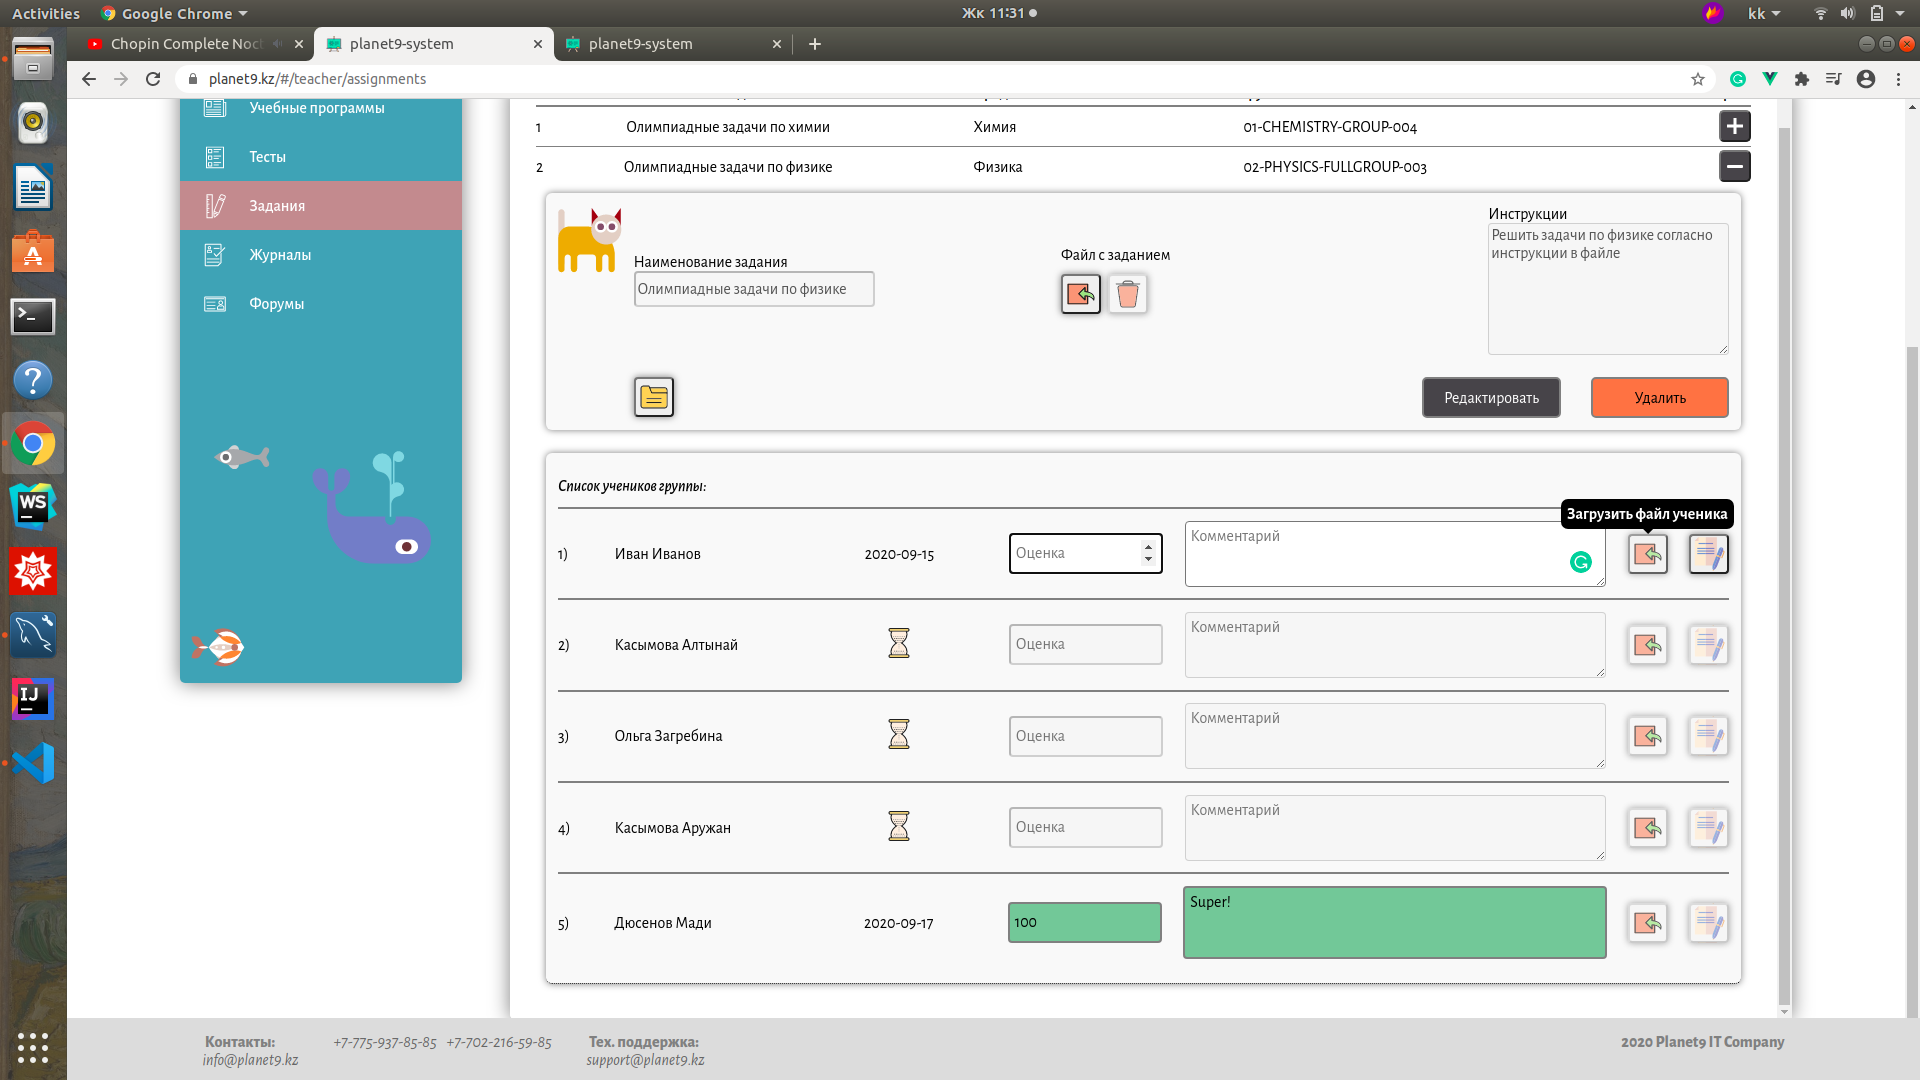 Activities
Google Chrome
Жк 11:31
kk
Chopin Complete Noc
planet9-system
planet9-system
planet9.kz/#/teacher/assignments
Учебные программы
Тесты
Задания
Журналы
Форумы
1 Олимпиадные задачи по химии Химия 01-CHEMISTRY-GROUP-004
2 Олимпиадные задачи по физике Физика 02-PHYSICS-FULLGROUP-003
Наименование задания
Олимпиадные задачи по физике
Файл с заданием
Инструкции
Решить задачи по физике согласно
инструкции в файле
Редактировать
Удалить
Список учеников группы:
Загрузить файл ученика
1) Иван Иванов 2020-09-15 Оценка Комментарий
2) Касымова Алтынай Оценка Комментарий
3) Ольга Загребина Оценка Комментарий
4) Касымова Аружан Оценка Комментарий
5) Дюсенов Мади 2020-09-17 100 Super!
Контакты: +7-775-937-85-85 +7-702-216-59-85
info@planet9.kz
Тех. поддержка:
support@planet9.kz
2020 Planet9 IT Company
WS
IJ